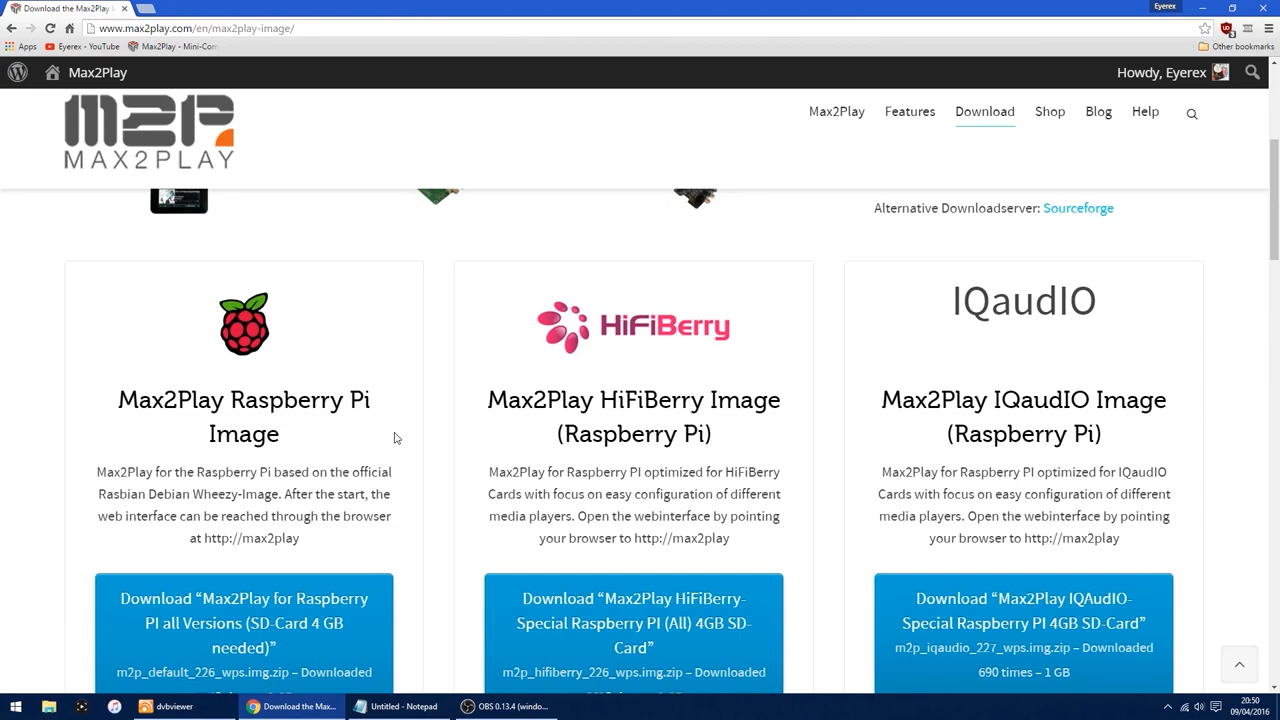 Download the Max2Play I
Eyerex
www.max2play.com/en/max2play-image/
Apps
Eyerex - YouTube
Max2Play - Mini-Com
Other bookmarks
Max2Play
Howdy, Eyerex
M2P
MAX2PLAY
Max2Play
Features
Download
Shop
Blog
Help
Alternative Downloadserver: Sourceforge
HiFiBerry
IQaudIO
Max2Play Raspberry Pi
Image
Max2Play for the Raspberry Pi based on the official
Rasbian Debian Wheezy-Image. After the start, the
web interface can be reached through the browser
at http://max2play
Download “Max2Play for Raspberry
PI all Versions (SD-Card 4 GB
needed)”
m2p_default_226_wps.img.zip – Downloaded
Max2Play HiFiBerry Image
(Raspberry Pi)
Max2Play for Raspberry PI optimized for HiFiBerry
Cards with focus on easy configuration of different
media players. Open the webinterface by pointing
your browser to http://max2play
Download “Max2Play HiFiBerry-
Special Raspberry PI (All) 4GB SD-
Card”
m2p_hifiberry_226_wps.img.zip – Downloaded
Max2Play IQaudIO Image
(Raspberry Pi)
Max2Play for Raspberry PI optimized for IQaudIO
Cards with focus on easy configuration of different
media players. Open the webinterface by pointing
your browser to http://max2play
Download “Max2Play IQAudIO-
Special Raspberry PI 4GB SD-Card”
m2p_iqaudio_227_wps.img.zip – Downloaded
690 times – 1 GB
dvbviewer
Download the Max...
Untitled - Notepad
OBS 0.13.4 (windo...
20:50
09/04/2016